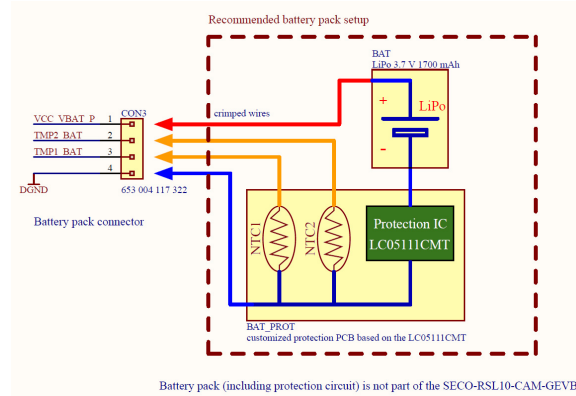 Recommended battery pack setup
BAT
LiPo 3.7 V 1700 mAh
+
LiPo
-
CON3
crimped wires
VCC_VBAT_P 1
TMP2_BAT 2
TMP1_BAT 3
4
DGND
653 004 117 322
Battery pack connector
NTC1
NTC2
Protection IC
LC05111CMT
BAT_PROT
customized protection PCB based on the LC05111CMT
Battery pack (including protection circuit) is not part of the SECO-RSL10-CAM-GEVB